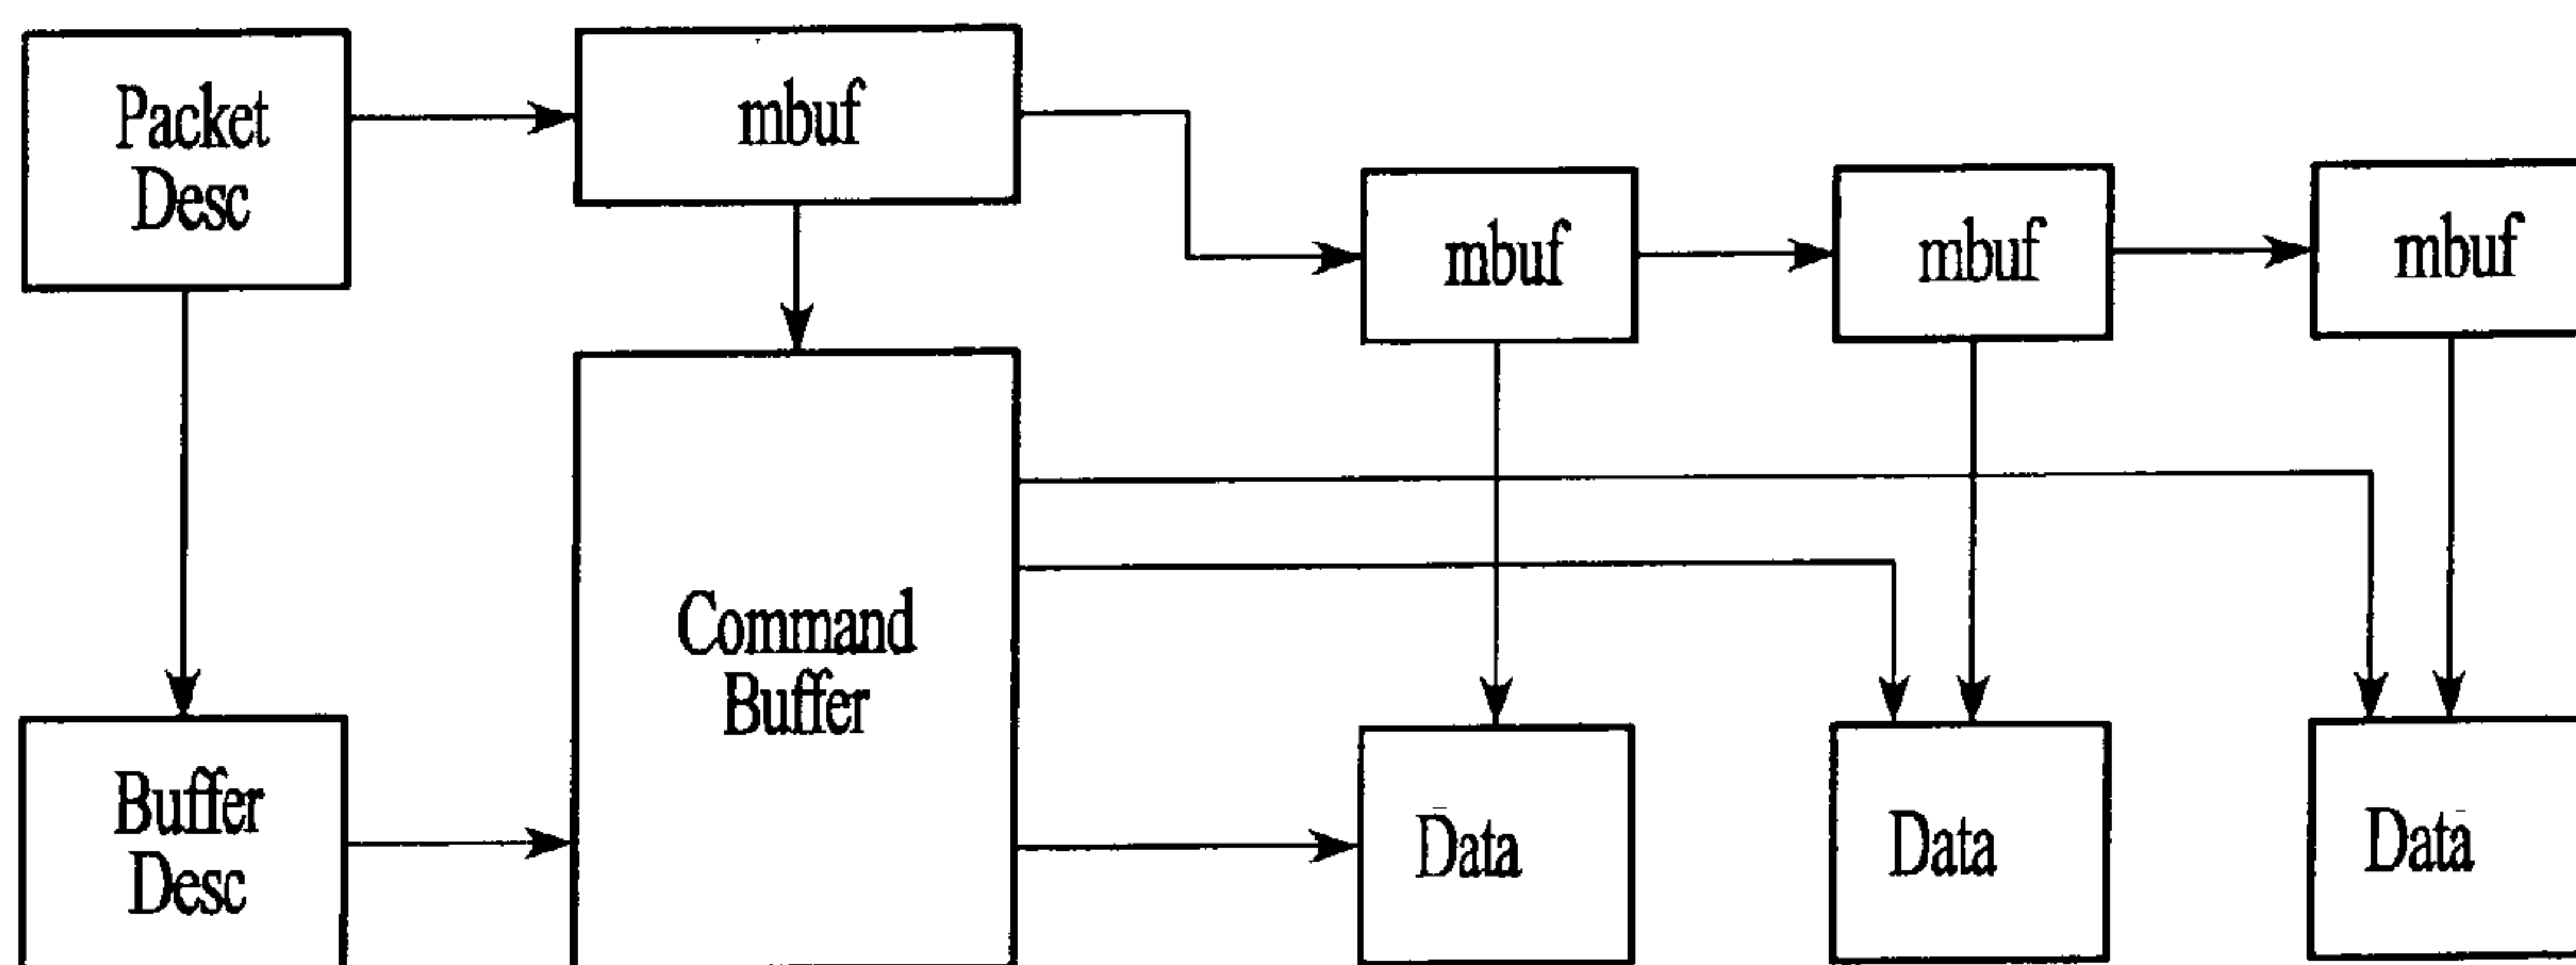 Packet
Desc
mbuf
mbuf
mbuf
mbuf
Command
Buffer
Buffer
Desc
Data
Data
Data